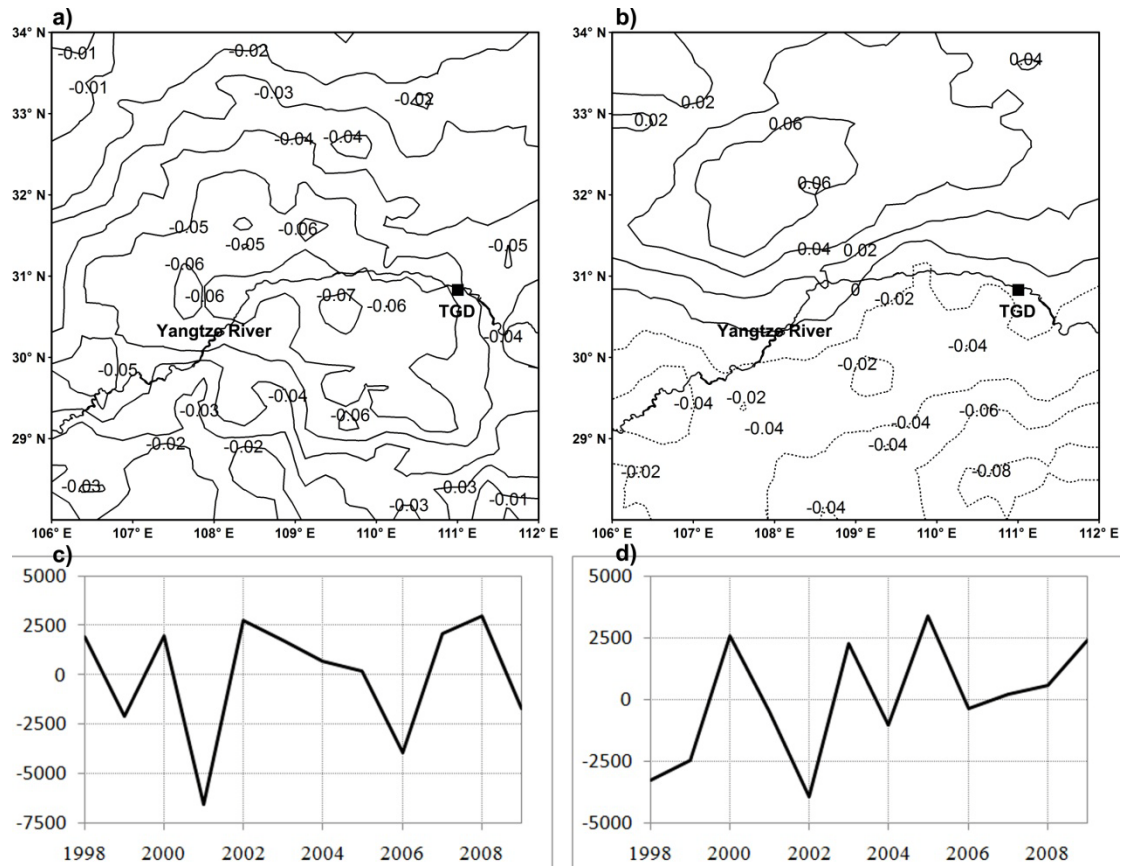 a)
34° N
33° N
32° N
31° N
30° N
29° N
106° E 107° E 108° E 109° E 110° E 111° E 112° E
-0.01
-0.02
-0.01
-0.03
-0.02
-0.04
-0.04
-0.05
-0.06
-0.05
-0.05
-0.06
-0.06
-0.07
-0.06
TGD
Yangtze River
-0.04
-0.05
-0.03
-0.04
-0.06
-0.02
-0.02
-0.03
-0.03
0.03
-0.01
b)
34° N
33° N
32° N
31° N
30° N
29° N
106° E 107° E 108° E 109° E 110° E 111° E 112° E
0.04
0.02
0.02
0.06
0.06
0.04
0.02
0
-0.02
TGD
Yangtze River
-0.04
-0.02
-0.04
-0.02
-0.04
-0.04
-0.04
-0.06
-0.02
-0.08
-0.04
c)
5000
2500
0
-2500
-5000
-7500
1998 2000 2002 2004 2006 2008
d)
5000
2500
0
-2500
-5000
1998 2000 2002 2004 2006 2008